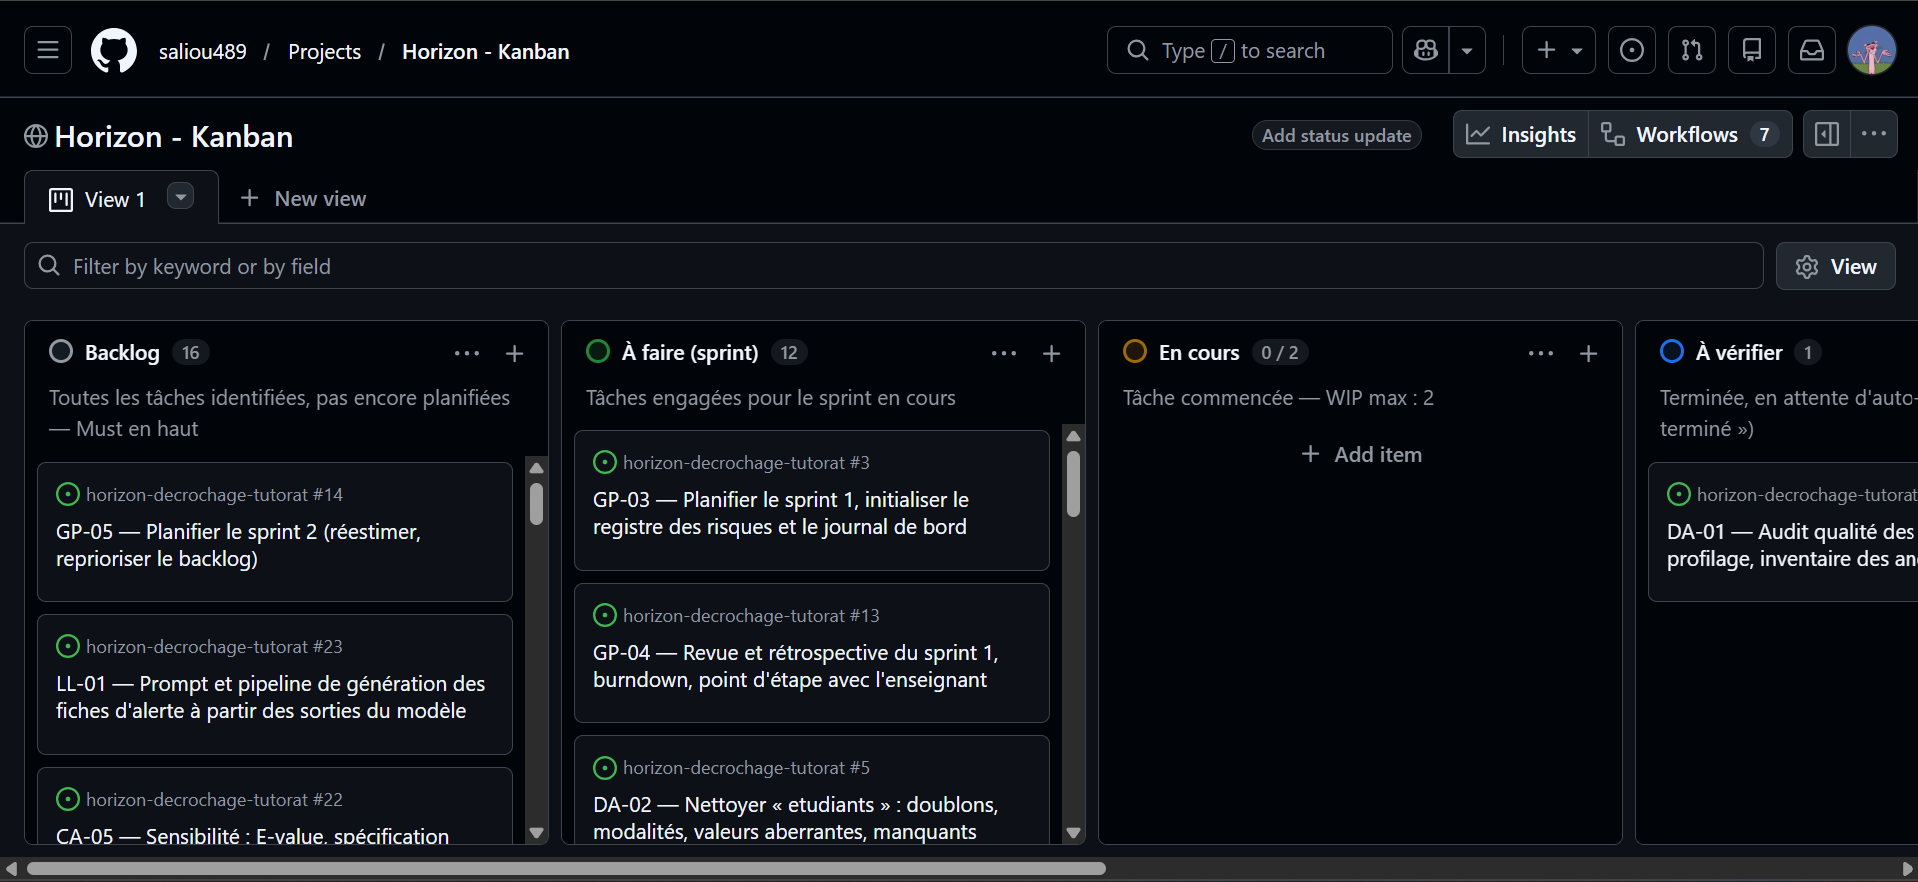 saliou489 / Projects / Horizon - Kanban
Type / to search
Horizon - Kanban
Add status update
Insights
Workflows 7
View 1
New view
Filter by keyword or by field
View
Backlog 16
Toutes les tâches identifiées, pas encore planifiées
— Must en haut
horizon-decrochage-tutorat #14
GP-05 — Planifier le sprint 2 (réestimer,
reprioriser le backlog)
horizon-decrochage-tutorat #23
LL-01 — Prompt et pipeline de génération des
fiches d'alerte à partir des sorties du modèle
horizon-decrochage-tutorat #22
CA-05 — Sensibilité : E-value, spécification
À faire (sprint) 12
Tâches engagées pour le sprint en cours
horizon-decrochage-tutorat #3
GP-03 — Planifier le sprint 1, initialiser le
registre des risques et le journal de bord
horizon-decrochage-tutorat #13
GP-04 — Revue et rétrospective du sprint 1,
burndown, point d'étape avec l'enseignant
horizon-decrochage-tutorat #5
DA-02 — Nettoyer « etudiants » : doublons,
modalités, valeurs aberrantes, manquants
En cours 0 / 2
Tâche commencée — WIP max : 2
Add item
À vérifier 1
Terminée, en attente d'auto-
terminé »)
horizon-decrochage-tutorat
DA-01 — Audit qualité des
profilage, inventaire des